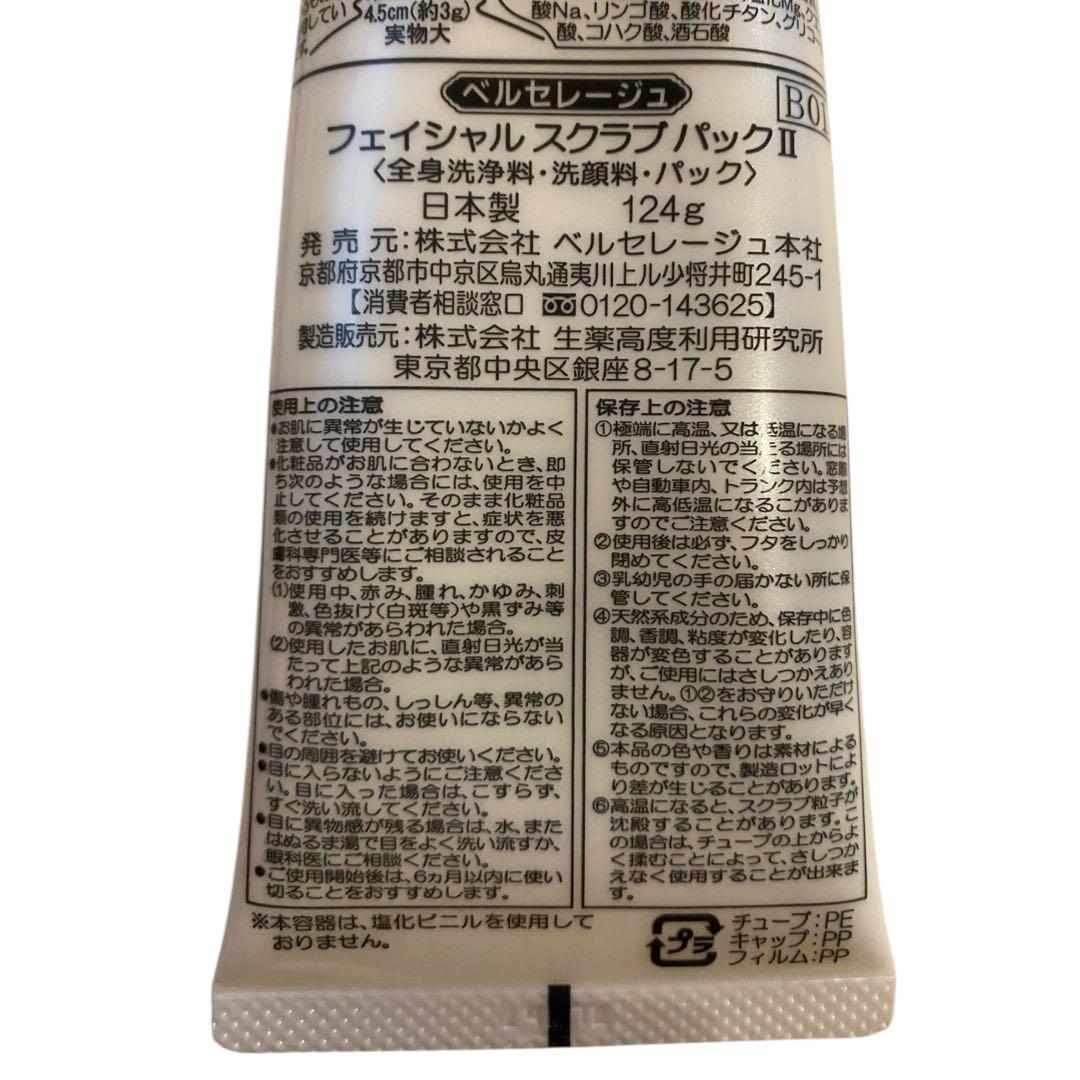 4.5cm(約3g)
実物大
酸Na、リンゴ酸、酸化チタン、グリコー
酸、コハク酸、酒石酸
ベルセレージュ
B01
フェイシャル スクラブ パックⅡ
〈全身洗浄料・洗顔料・パック〉
日本製 124g
発売元:株式会社 ベルセレージュ本社
京都府京都市中京区烏丸通夷川上ル少将井町245-1
【消費者相談窓口 0120-143625】
製造販売元:株式会社 生薬高度利用研究所
東京都中央区銀座8-17-5
使用上の注意
●お肌に異常が生じていないかよく
注意して使用してください。
●化粧品がお肌に合わないとき、即
ち次のような場合には、使用を中
止してください。そのまま化粧品
類の使用を続けますと、症状を悪
化させることがありますので、皮
膚科専門医等にご相談されること
をおすすめします。
(1)使用中、赤み、腫れ、かゆみ、刺
激、色抜け(白斑等)や黒ずみ等
の異常があらわれた場合。
(2)使用したお肌に、直射日光が当
たって上記のような異常があら
われた場合。
●傷や腫れもの、しっしん等、異常の
ある部位には、お使いにならない
でください。
●目の周囲を避けてお使いください。
●目に入らないようにご注意くださ
い。目に入った場合は、こすらず、
すぐ洗い流してください。
●目に異物感が残る場合は、水、また
はぬるま湯で目をよく洗い流すか、
眼科医にご相談ください。
●ご使用開始後は、6ヵ月以内に使い
切ることをおすすめします。
保存上の注意
①極端に高温、又は低温になる場
所、直射日光の当たる場所には
保管しないでください。窓際
や自動車内、トランク内は予想
外に高低温になるこがありま
すのでご注意ください。
②使用後は必ず、フタをしっかり
閉めてください。
③乳幼児の手の届かない所に保
管してください。
④天然系成分のため、保存中に色
調、香調、粘度が変化したり、容
器が変色することがあります
が、ご使用にはさしつかえあり
ません。①②をお守りいただけ
ない場合、これらの変化が早く
なる原因となります。
⑤本品の色や香りは素材による
ものですので、製造ロットによ
り差が生じることがあります。
⑥高温になると、スクラブ粒子が
沈殿することがあります。こ
の場合は、チューブの上からよ
く揉むことによって、さしつか
えなく使用することが出来ま
す。
※本容器は、塩化ビニルを使用して
おりません。
プラ
チューブ:PE
キャップ:PP
フィルム:PP